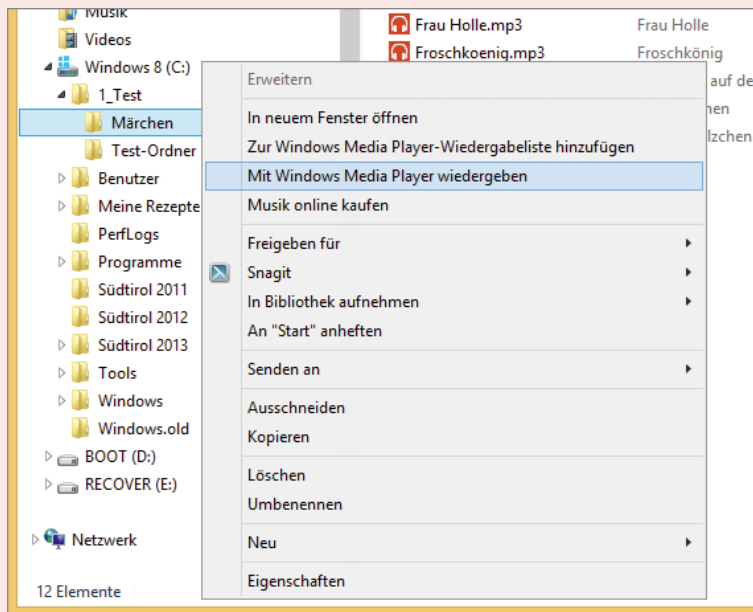 Musik
Videos
Windows 8 (C:)
1_Test
Märchen
Test-Ordner
Benutzer
Meine Rezepte
PerfLogs
Programme
Südtirol 2011
Südtirol 2012
Südtirol 2013
Tools
Windows
Windows.old
BOOT (D:)
RECOVER (E:)
Netzwerk
12 Elemente
Frau Holle.mp3 Frau Holle
Froschkoenig.mp3 Froschkönig
auf
Erweitern
In neuem Fenster öffnen
Zur Windows Media Player-Wiedergabeliste hinzufügen
Mit Windows Media Player wiedergeben
Musik online kaufen
Freigeben für
Snagit
In Bibliothek aufnehmen
An "Start" anheften
Senden an
Ausschneiden
Kopieren
Löschen
Umbenennen
Neu
Eigenschaften